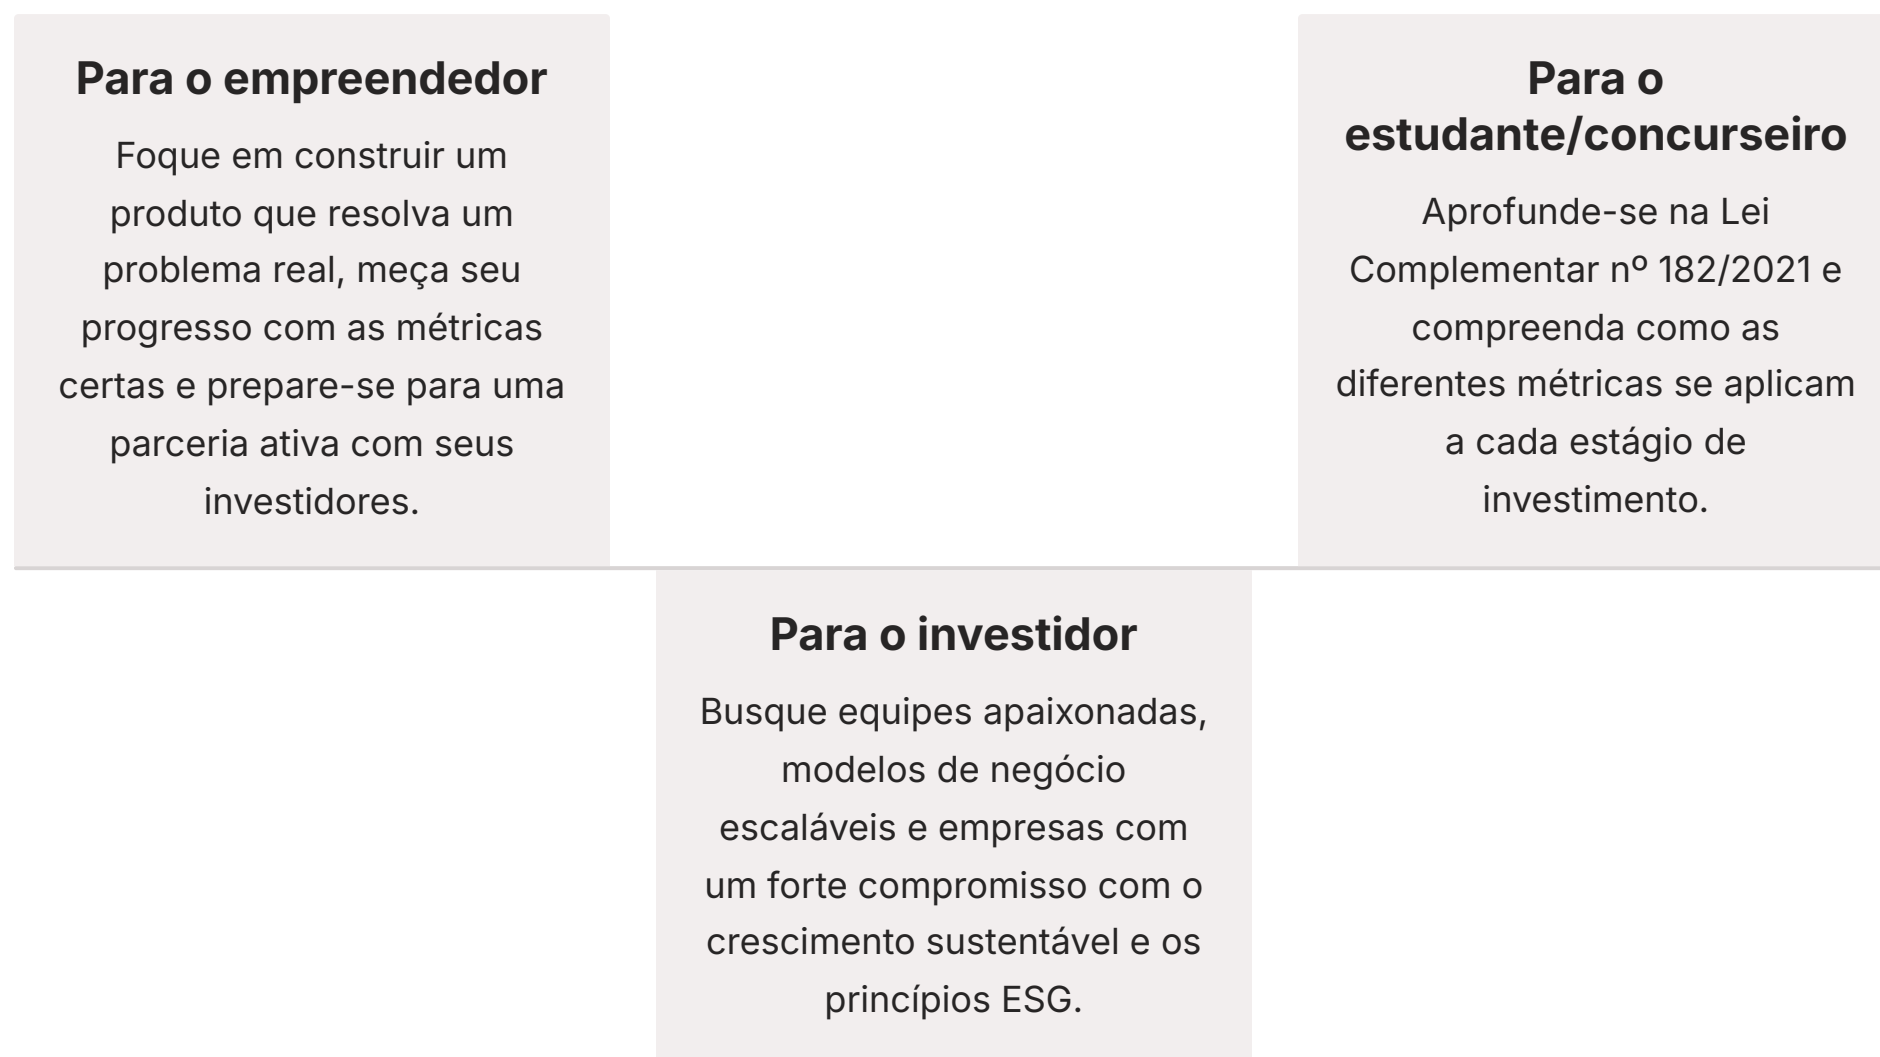 Para o empreendedor
Foque em construir um
produto que resolva um
problema real, meça seu
progresso com as métricas
certas e prepare-se para uma
parceria ativa com seus
investidores.
Para o
estudante/concurseiro
Aprofunde-se na Lei
Complementar nº 182/2021 e
compreenda como as
diferentes métricas se aplicam
a cada estágio de
investimento.
Para o investidor
Busque equipes apaixonadas,
modelos de negócio
escaláveis e empresas com
um forte compromisso com o
crescimento sustentável e os
princípios ESG.